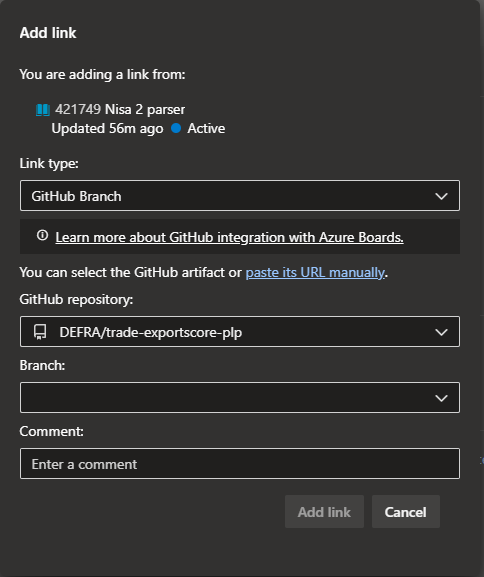 Add link
You are adding a link from:
421749 Nisa 2 parser
Updated 56m ago Active
Link type:
GitHub Branch
Learn more about GitHub integration with Azure Boards.
You can select the GitHub artifact or paste its URL manually.
GitHub repository:
DEFRA/trade-exportscore-plp
Branch:
Comment:
Enter a comment
Add link Cancel